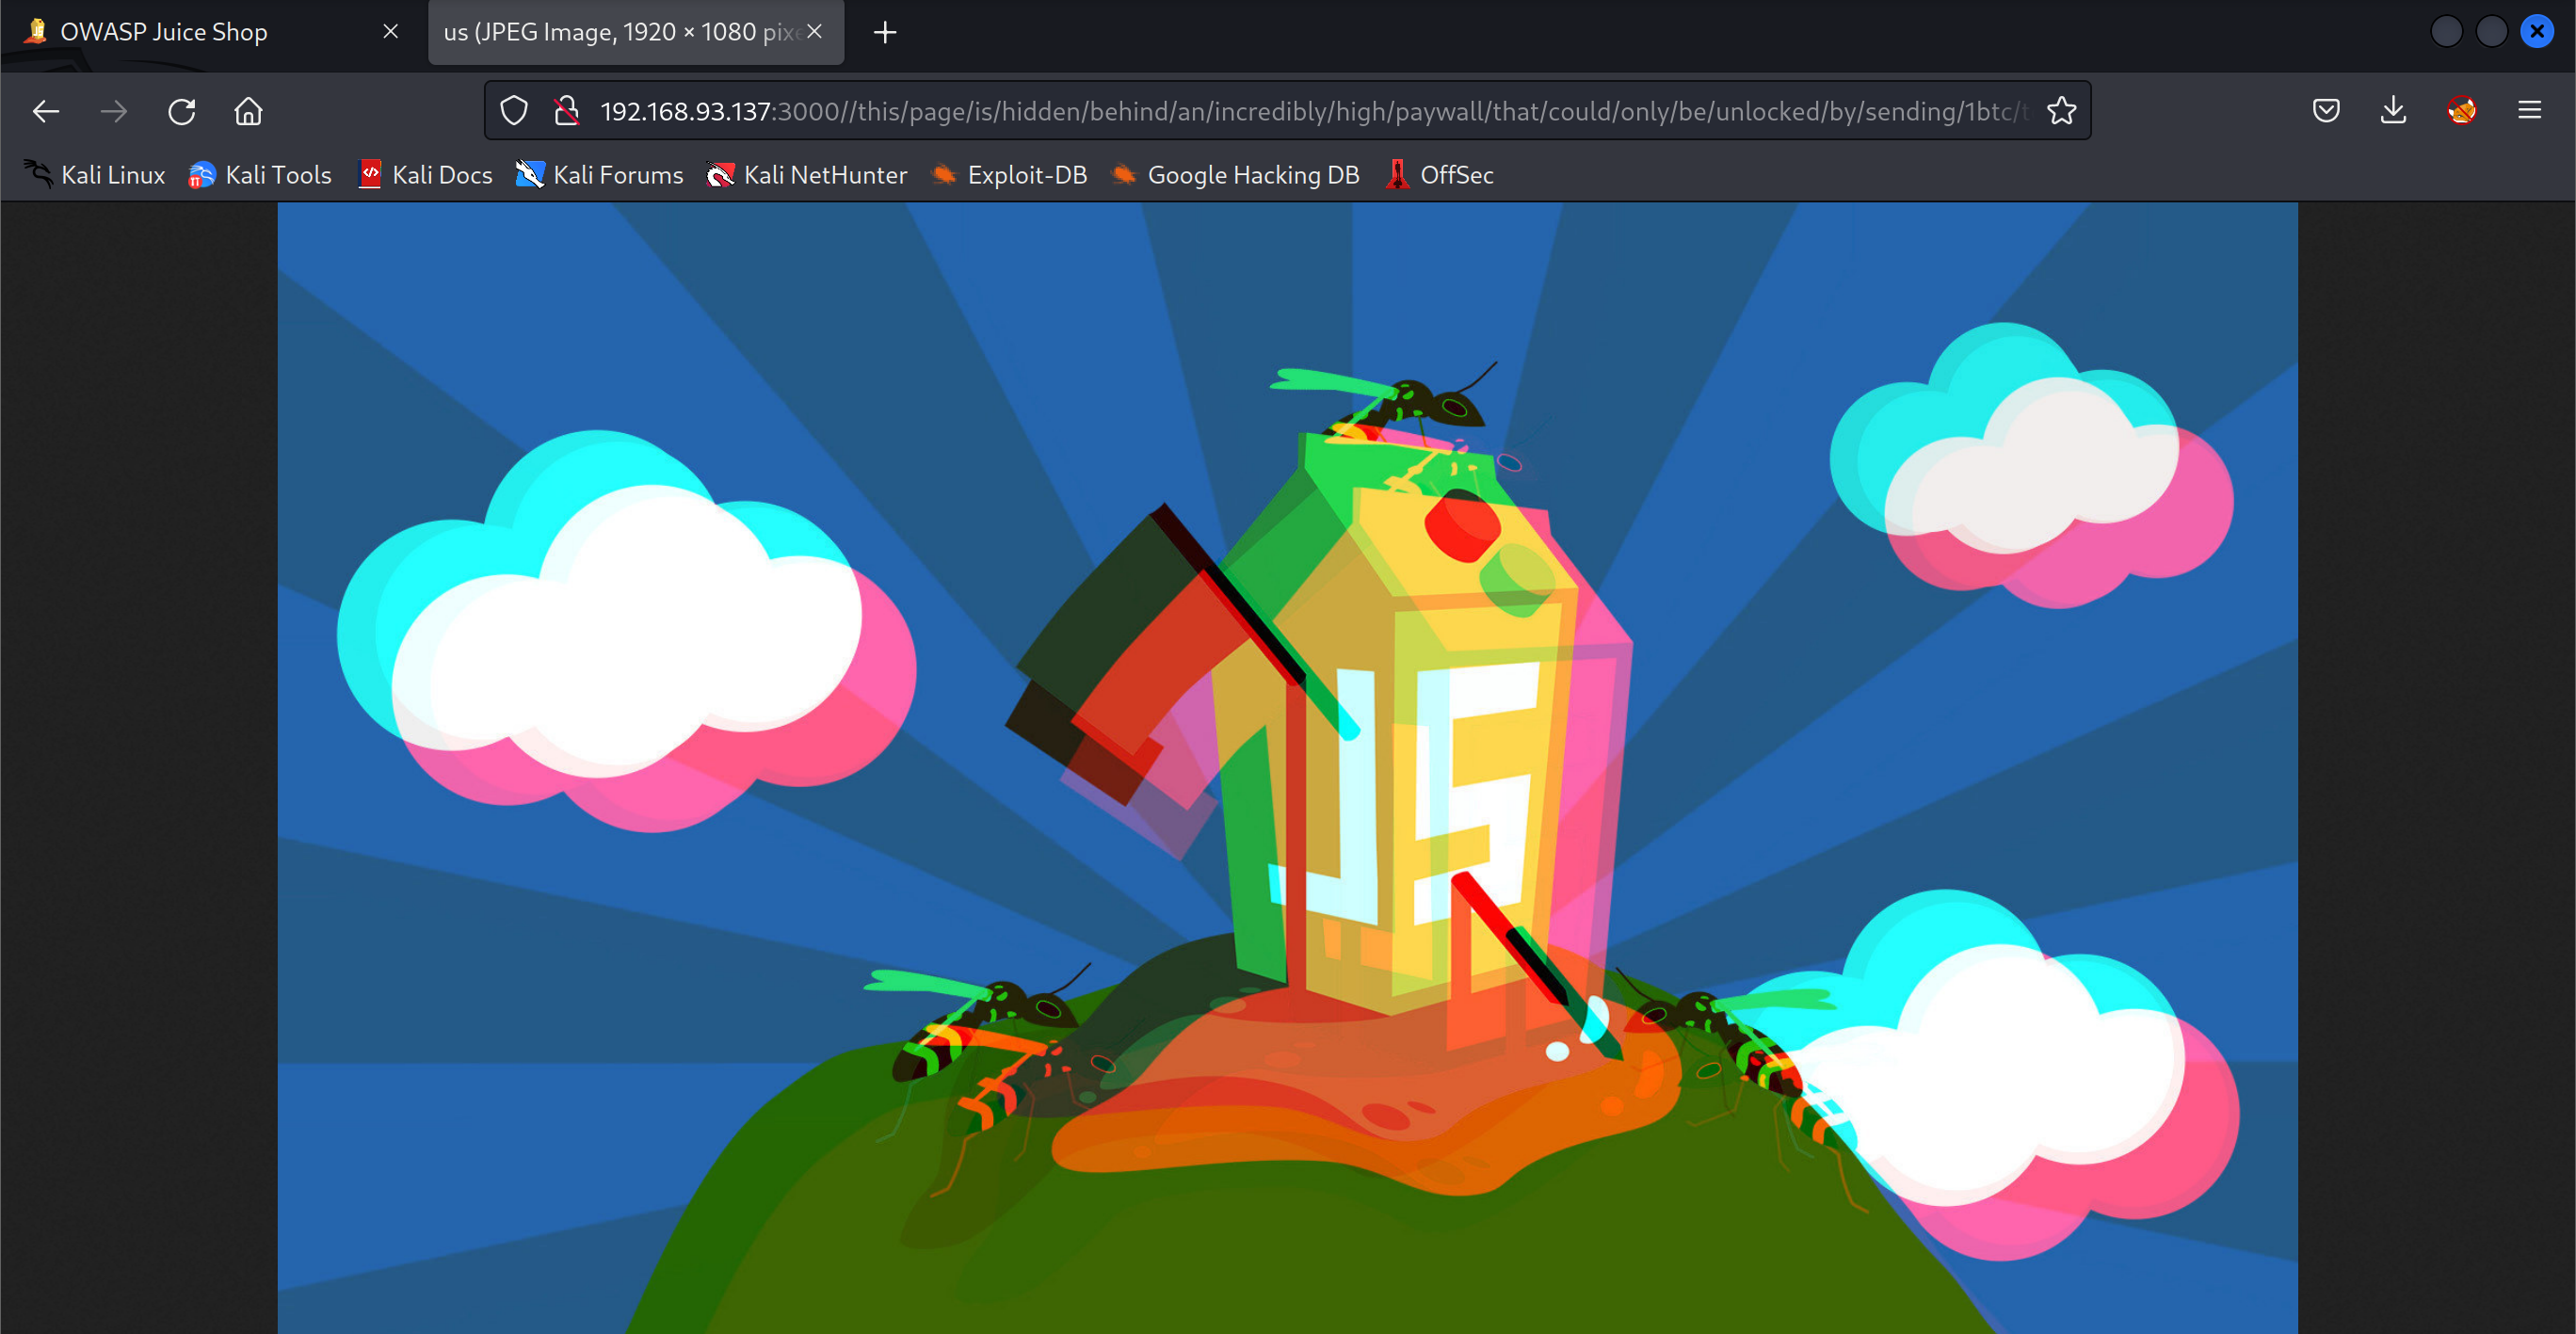 OWASP Juice Shop
us (JPEG Image, 1920 × 1080 pixe
192.168.93.137:3000//this/page/is/hidden/behind/an/incredibly/high/paywall/that/could/only/be/unlocked/by/sending/1btc/t
Kali Linux Kali Tools Kali Docs Kali Forums Kali NetHunter Exploit-DB Google Hacking DB OffSec
JS